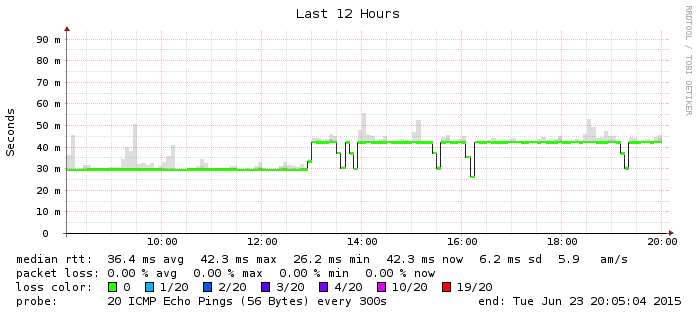 Last 12 Hours
RRDTOOL / TOBI OETIKER
Seconds
90 m
80 m
70 m
60 m
50 m
40 m
30 m
20 m
10 m
0
10:00 12:00 14:00 16:00 18:00 20:00
median rtt: 36.4 ms avg 42.3 ms max 26.2 ms min 42.3 ms now 6.2 ms sd 5.9 am/s
packet loss: 0.00 % avg 0.00 % max 0.00 % min 0.00 % now
loss color: 0 1/20 2/20 3/20 4/20 10/20 19/20
probe: 20 ICMP Echo Pings (56 Bytes) every 300s end: Tue Jun 23 20:05:04 2015